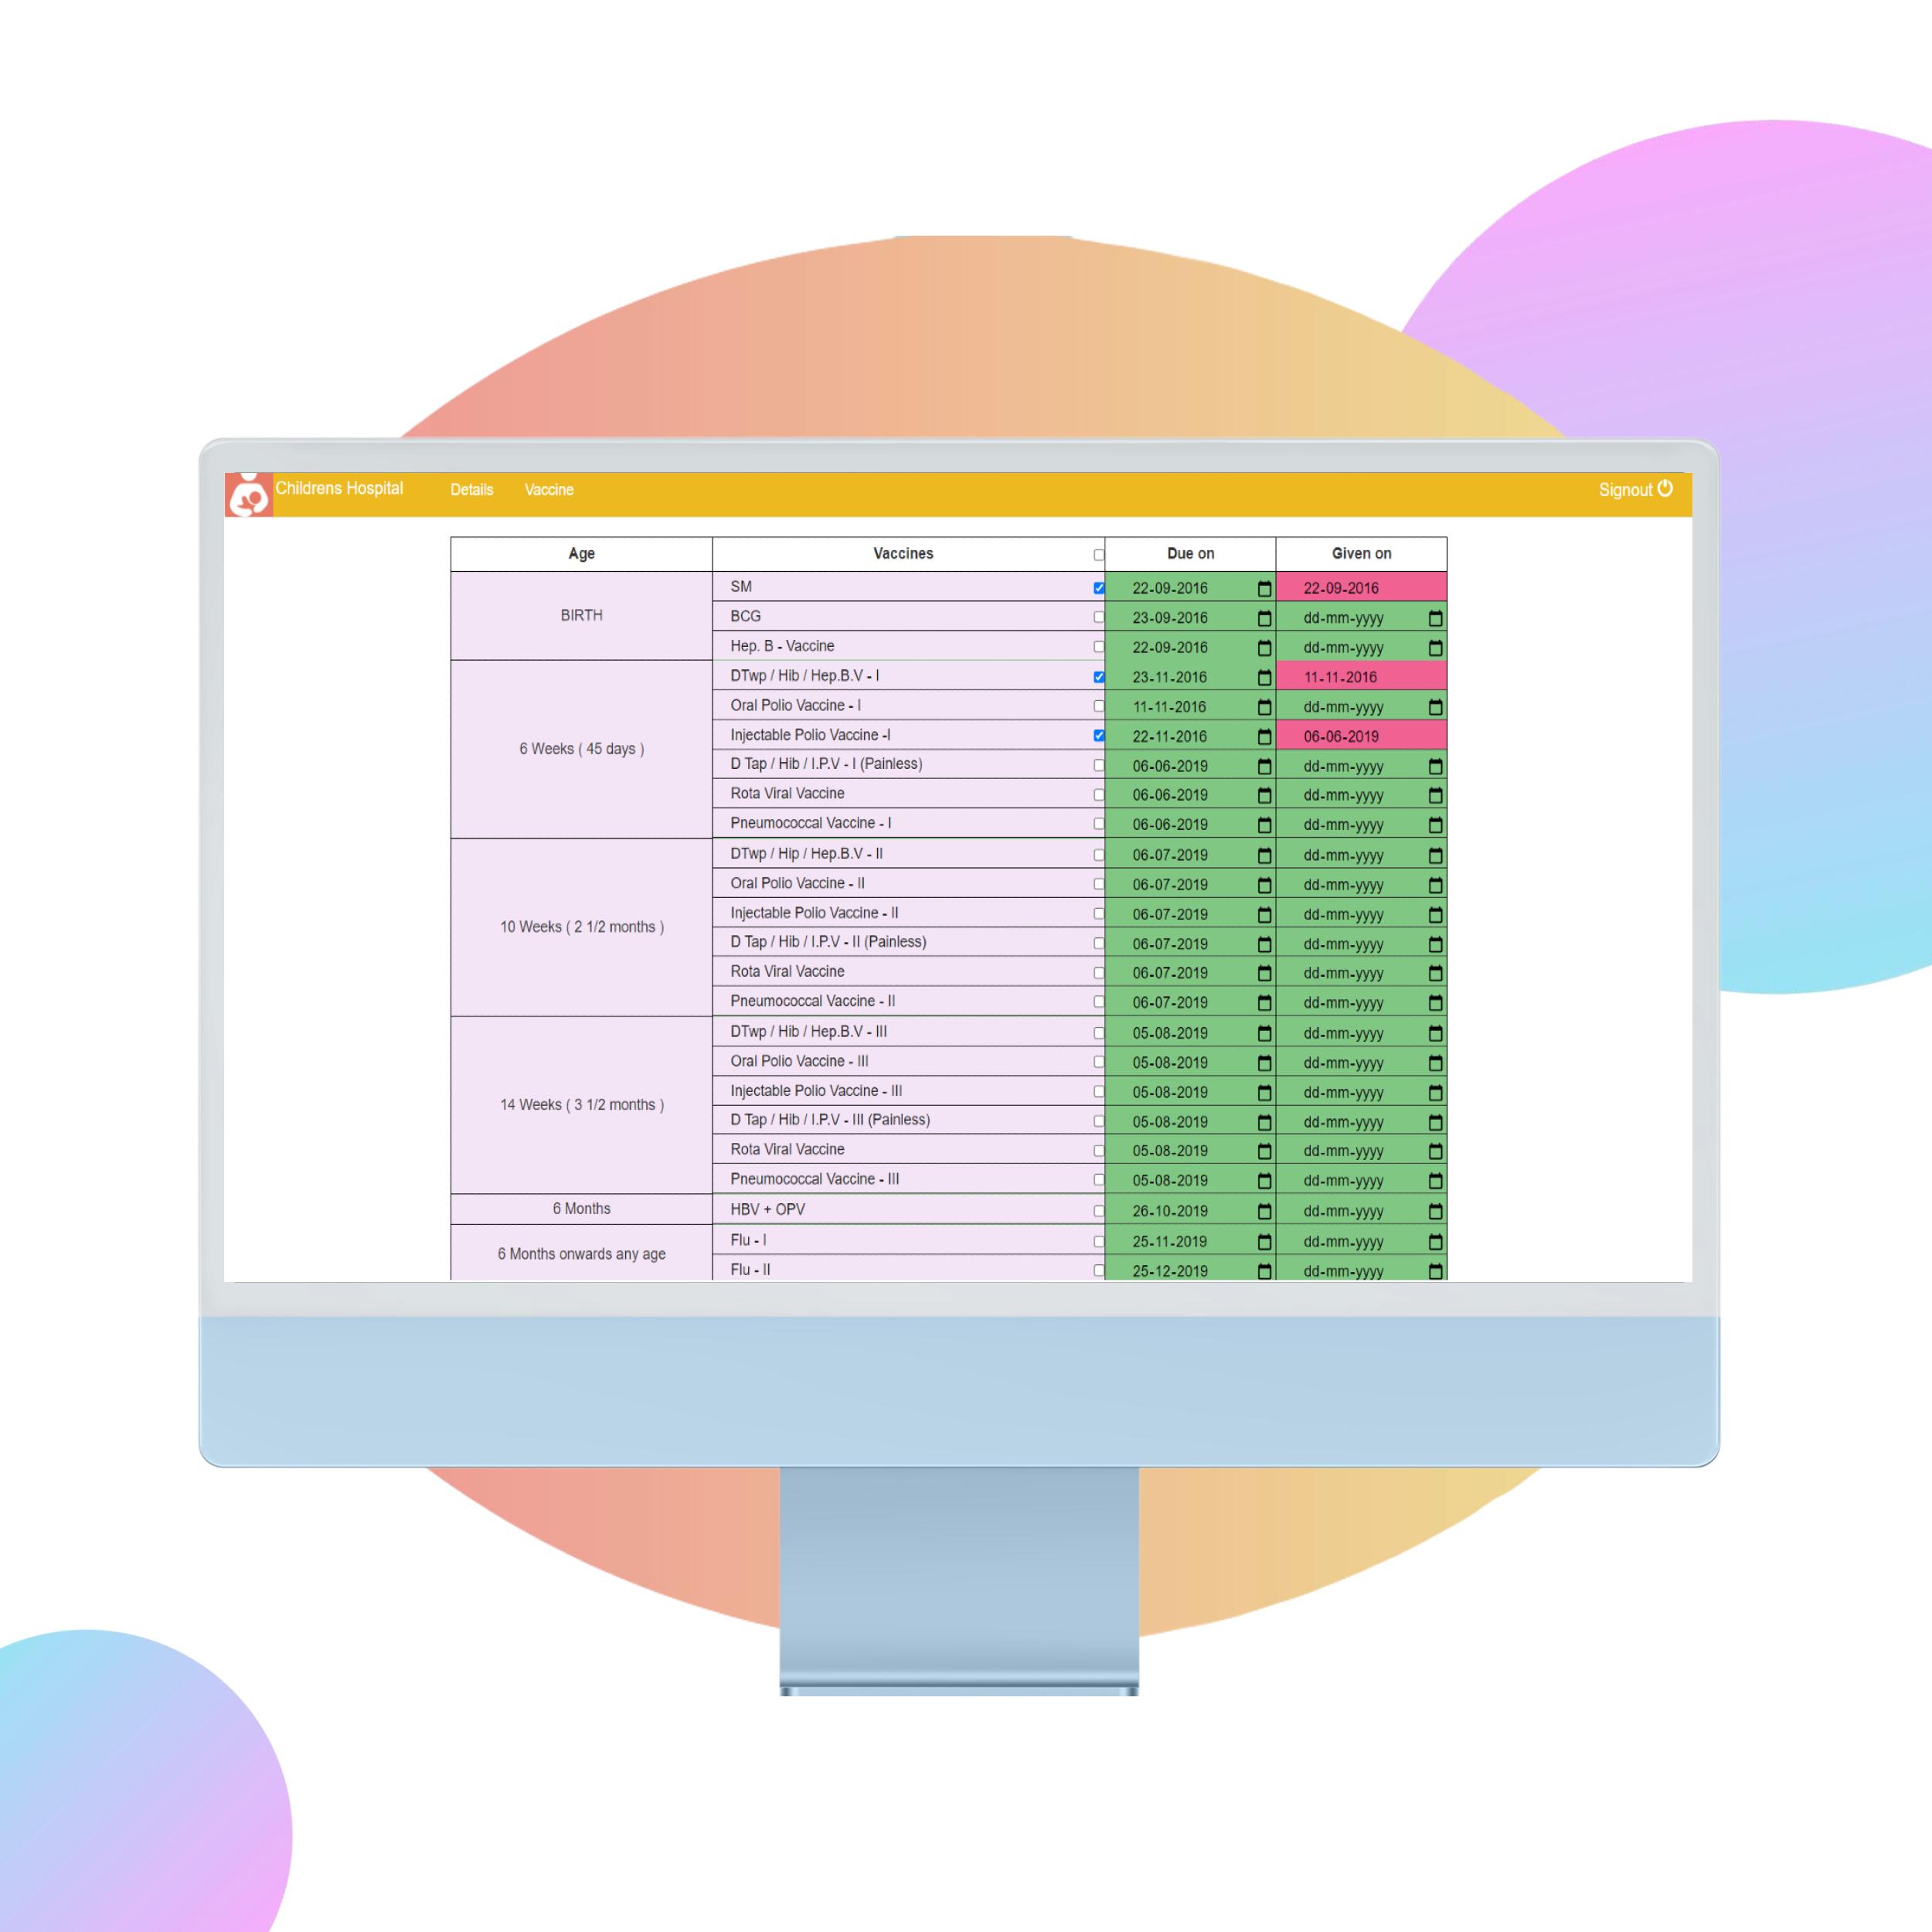 Childrens Hospital Details Vaccine Signout
Age Vaccines Due on Given on
BIRTH
SM 22-09-2016 22-09-2016
BCG 23-09-2016 dd-mm-yyyy
Hep. B - Vaccine 22-09-2016 dd-mm-yyyy
6 Weeks ( 45 days )
DTwp / Hib / Hep.B.V - I 23-11-2016 11-11-2016
Oral Polio Vaccine - I 11-11-2016 dd-mm-yyyy
Injectable Polio Vaccine -I 22-11-2016 06-06-2019
D Tap / Hib / I.P.V - I (Painless) 06-06-2019 dd-mm-yyyy
Rota Viral Vaccine 06-06-2019 dd-mm-yyyy
Pneumococcal Vaccine - I 06-06-2019 dd-mm-yyyy
10 Weeks ( 2 1/2 months )
DTwp / Hip / Hep.B.V - II 06-07-2019 dd-mm-yyyy
Oral Polio Vaccine - II 06-07-2019 dd-mm-yyyy
Injectable Polio Vaccine - II 06-07-2019 dd-mm-yyyy
D Tap / Hib / I.P.V - II (Painless) 06-07-2019 dd-mm-yyyy
Rota Viral Vaccine 06-07-2019 dd-mm-yyyy
Pneumococcal Vaccine - II 06-07-2019 dd-mm-yyyy
14 Weeks ( 3 1/2 months )
DTwp / Hib / Hep.B.V - III 05-08-2019 dd-mm-yyyy
Oral Polio Vaccine - III 05-08-2019 dd-mm-yyyy
Injectable Polio Vaccine - III 05-08-2019 dd-mm-yyyy
D Tap / Hib / I.P.V - III (Painless) 05-08-2019 dd-mm-yyyy
Rota Viral Vaccine 05-08-2019 dd-mm-yyyy
Pneumococcal Vaccine - III 05-08-2019 dd-mm-yyyy
6 Months HBV + OPV 26-10-2019 dd-mm-yyyy
6 Months onwards any age
Flu - I 25-11-2019 dd-mm-yyyy
Flu - II 25-12-2019 dd-mm-yyyy